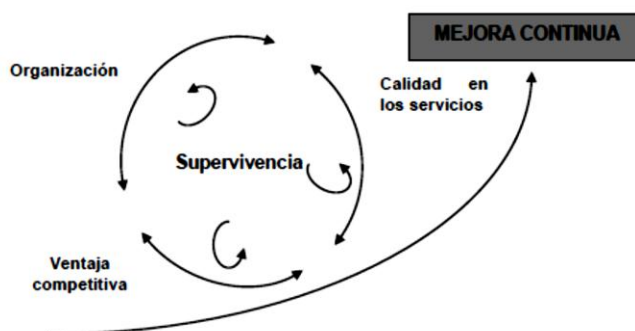 MEJORA CONTINUA
Organización
Calidad en
los servicios
Supervivencia
Ventaja
competitiva